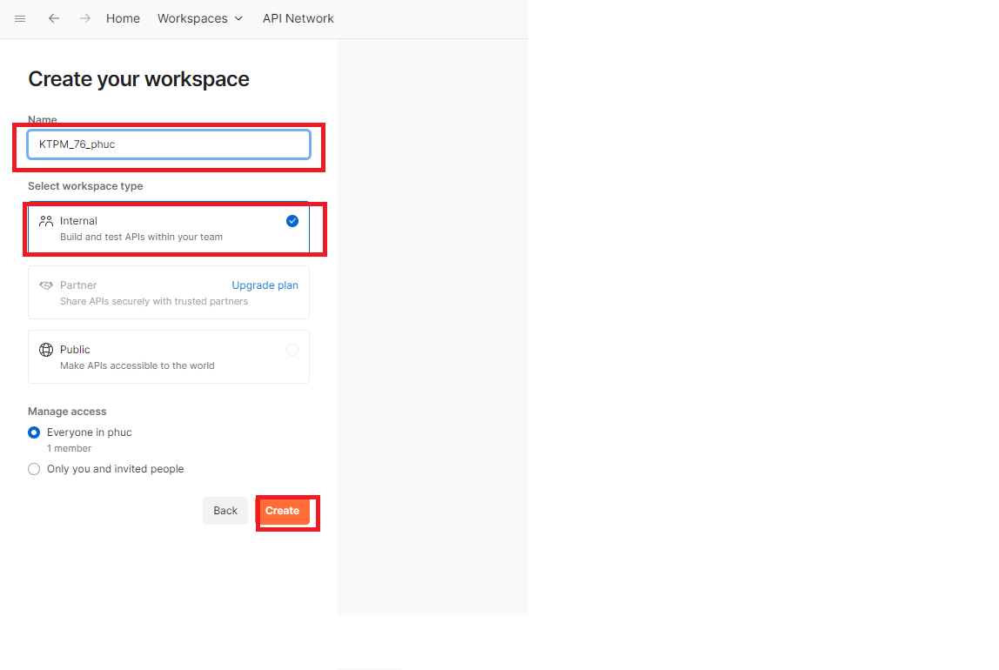 Home Workspaces API Network
Create your workspace
Name
KTPM_76_phuc
Select workspace type
Internal
Build and test APIs within your team
Partner Upgrade plan
Share APIs securely with trusted partners
Public
Make APIs accessible to the world
Manage access
Everyone in phuc
1 member
Only you and invited people
Back Create